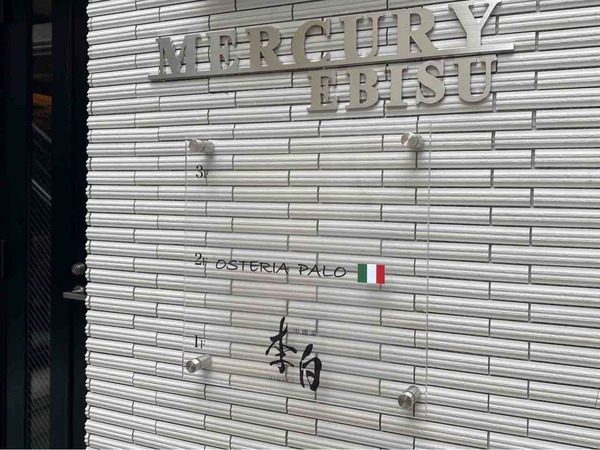 MERCURY
EBISU
3F
2F OSTERIA PALO
1F
李白